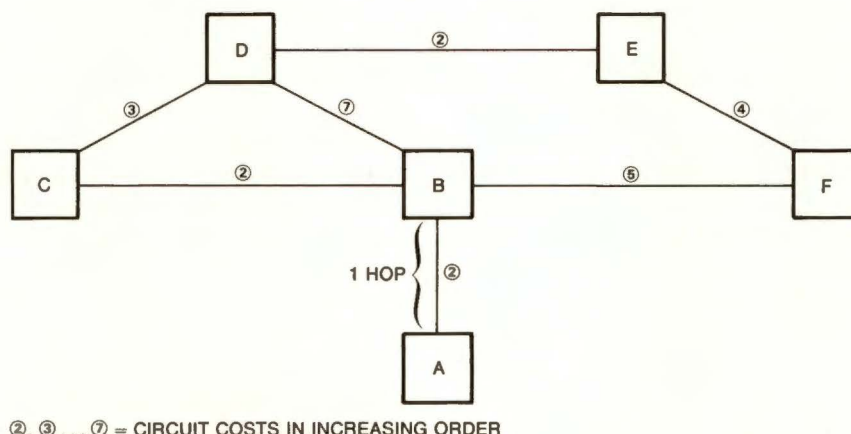 ②
D
E
③
⑦
④
②
⑤
C
B
F
1 HOP
②
A
②, ③ . . . ⑦ = CIRCUIT COSTS IN INCREASING ORDER